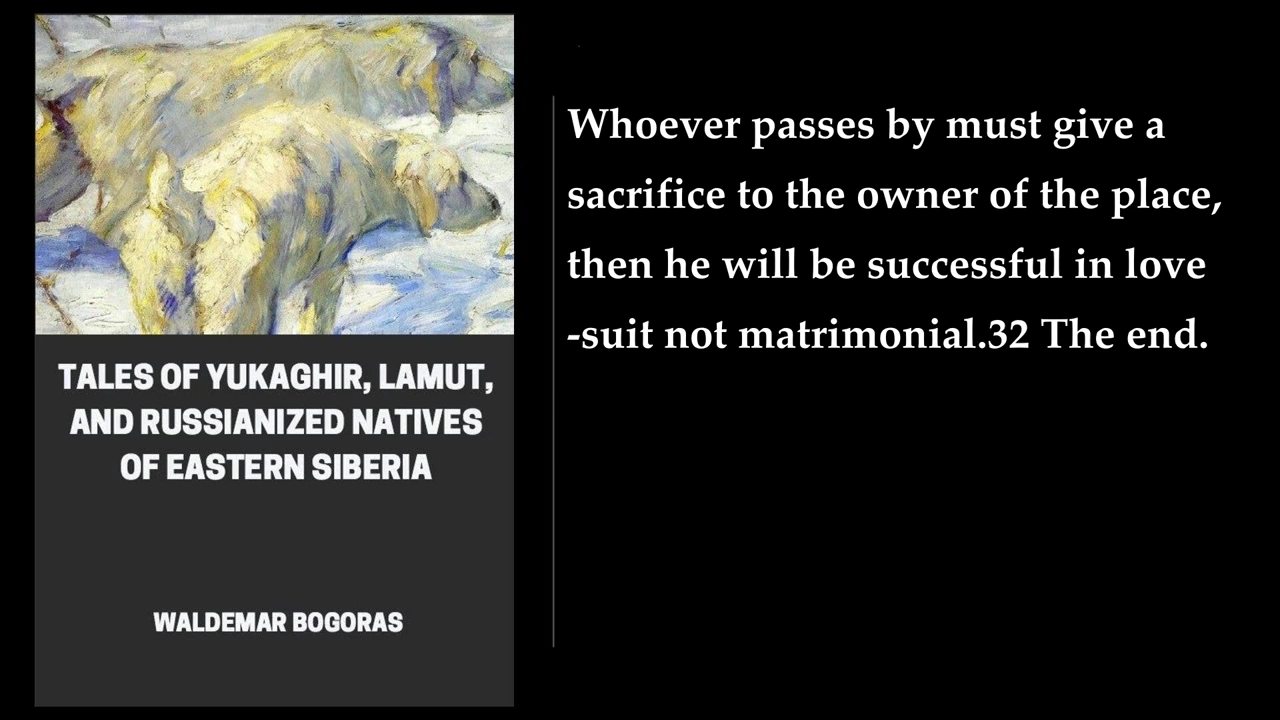 TALES OF YUKAGHIR, LAMUT,
AND RUSSIANIZED NATIVES
OF EASTERN SIBERIA
WALDEMAR BOGORAS
Whoever passes by must give a
sacrifice to the owner of the place,
then he will be successful in love
-suit not matrimonial.32 The end.